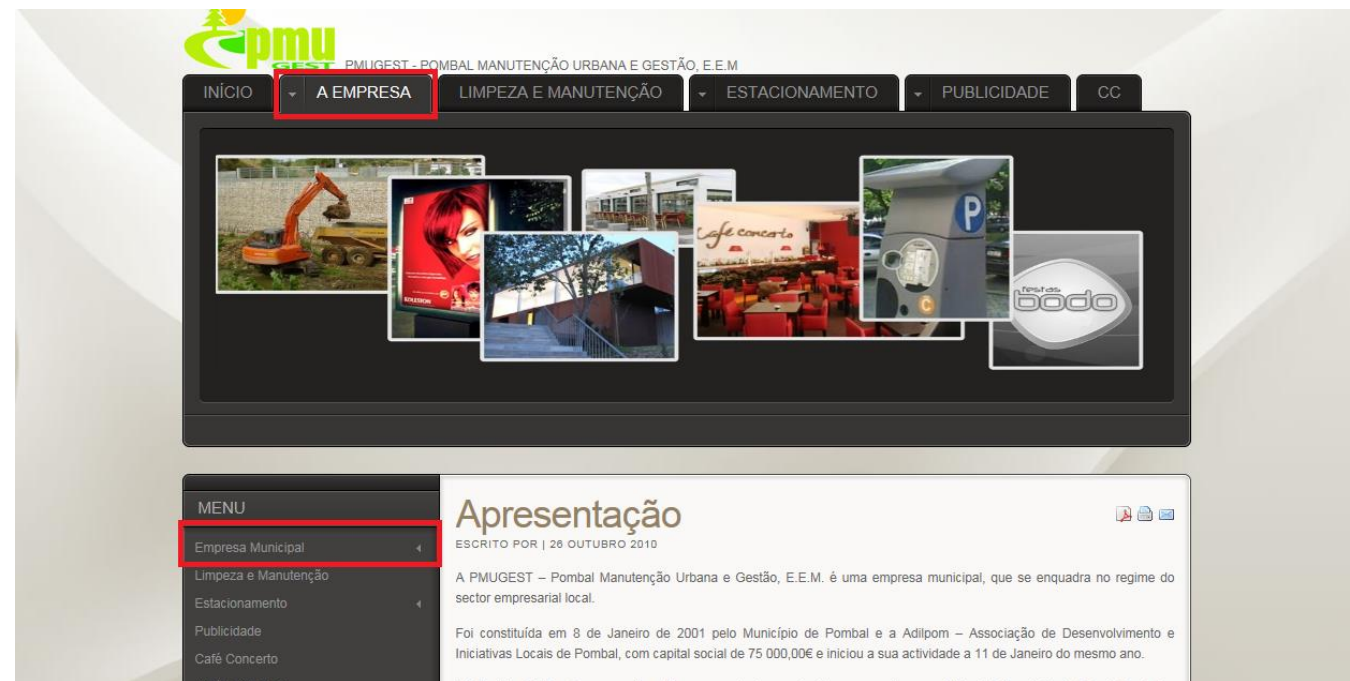 pmu
GEST
PMUGEST - POMBAL MANUTENÇÃO URBANA E GESTÃO, E.E.M
INÍCIO A EMPRESA LIMPEZA E MANUTENÇÃO ESTACIONAMENTO PUBLICIDADE CC
Café concerto
P
festas
bodo
MENU
Empresa Municipal
Limpeza e Manutenção
Estacionamento
Publicidade
Café Concerto
Apresentação
ESCRITO POR | 26 OUTUBRO 2010
A PMUGEST – Pombal Manutenção Urbana e Gestão, E.E.M. é uma empresa municipal, que se enquadra no regime do
sector empresarial local.
Foi constituída em 8 de Janeiro de 2001 pelo Município de Pombal e a Adilpom – Associação de Desenvolvimento e
Iniciativas Locais de Pombal, com capital social de 75 000,00€ e iniciou a sua actividade a 11 de Janeiro do mesmo ano.